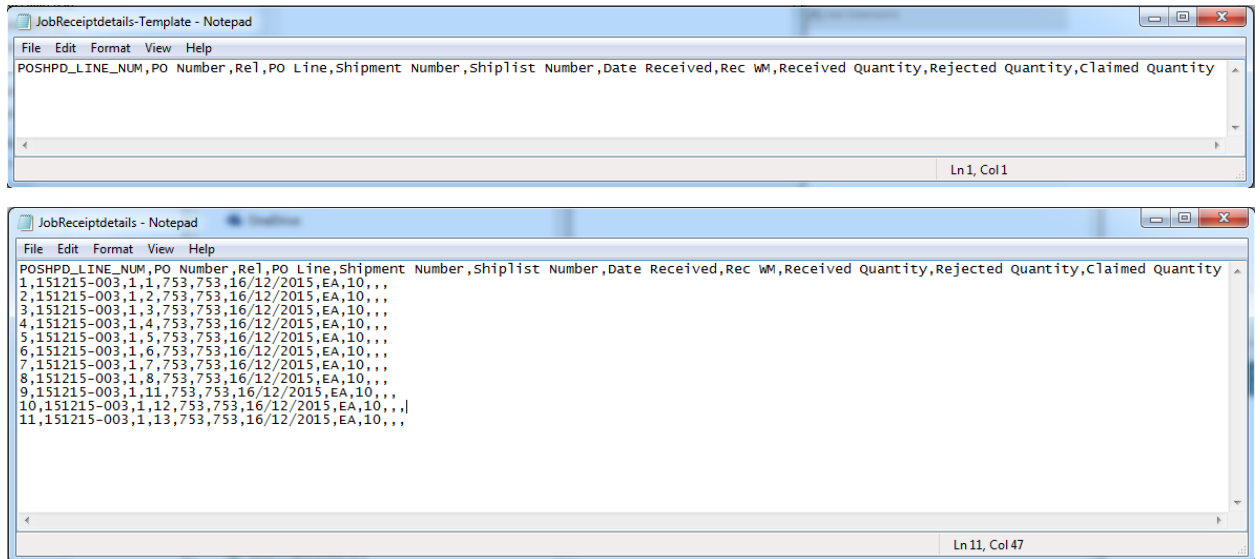 JobReceiptdetails-Template - Notepad
File Edit Format View Help
POSHPD_LINE_NUM,PO Number,Rel,PO Line,Shipment Number,Shiplist Number,Date Received,Rec WM,Received Quantity,Rejected Quantity,Claimed Quantity
Ln 1, Col 1
JobReceiptdetails - Notepad
File Edit Format View Help
POSHPD_LINE_NUM,PO Number,Rel,PO Line,Shipment Number,Shiplist Number,Date Received,Rec WM,Received Quantity,Rejected Quantity,Claimed Quantity
1,151215-003,1,1,753,753,16/12/2015,EA,10,,,
2,151215-003,1,2,753,753,16/12/2015,EA,10,,,
3,151215-003,1,3,753,753,16/12/2015,EA,10,,,
4,151215-003,1,4,753,753,16/12/2015,EA,10,,,
5,151215-003,1,5,753,753,16/12/2015,EA,10,,,
6,151215-003,1,6,753,753,16/12/2015,EA,10,,,
7,151215-003,1,7,753,753,16/12/2015,EA,10,,,
8,151215-003,1,8,753,753,16/12/2015,EA,10,,,
9,151215-003,1,11,753,753,16/12/2015,EA,10,,,
10,151215-003,1,12,753,753,16/12/2015,EA,10,,,
11,151215-003,1,13,753,753,16/12/2015,EA,10,,,
Ln 11, Col 47